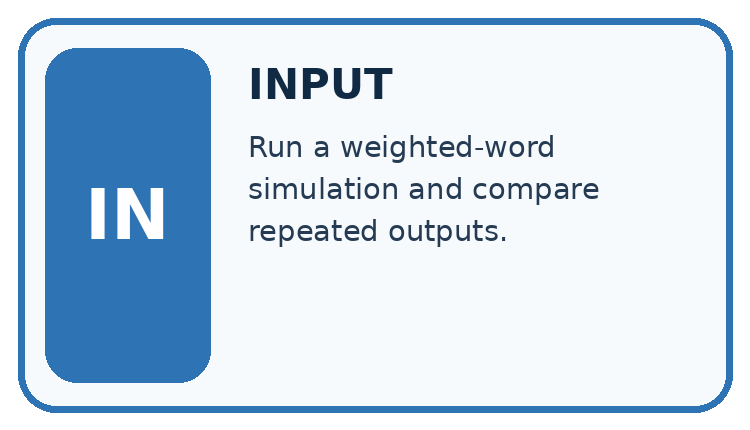 IN
INPUT
Run a weighted-word
simulation and compare
repeated outputs.